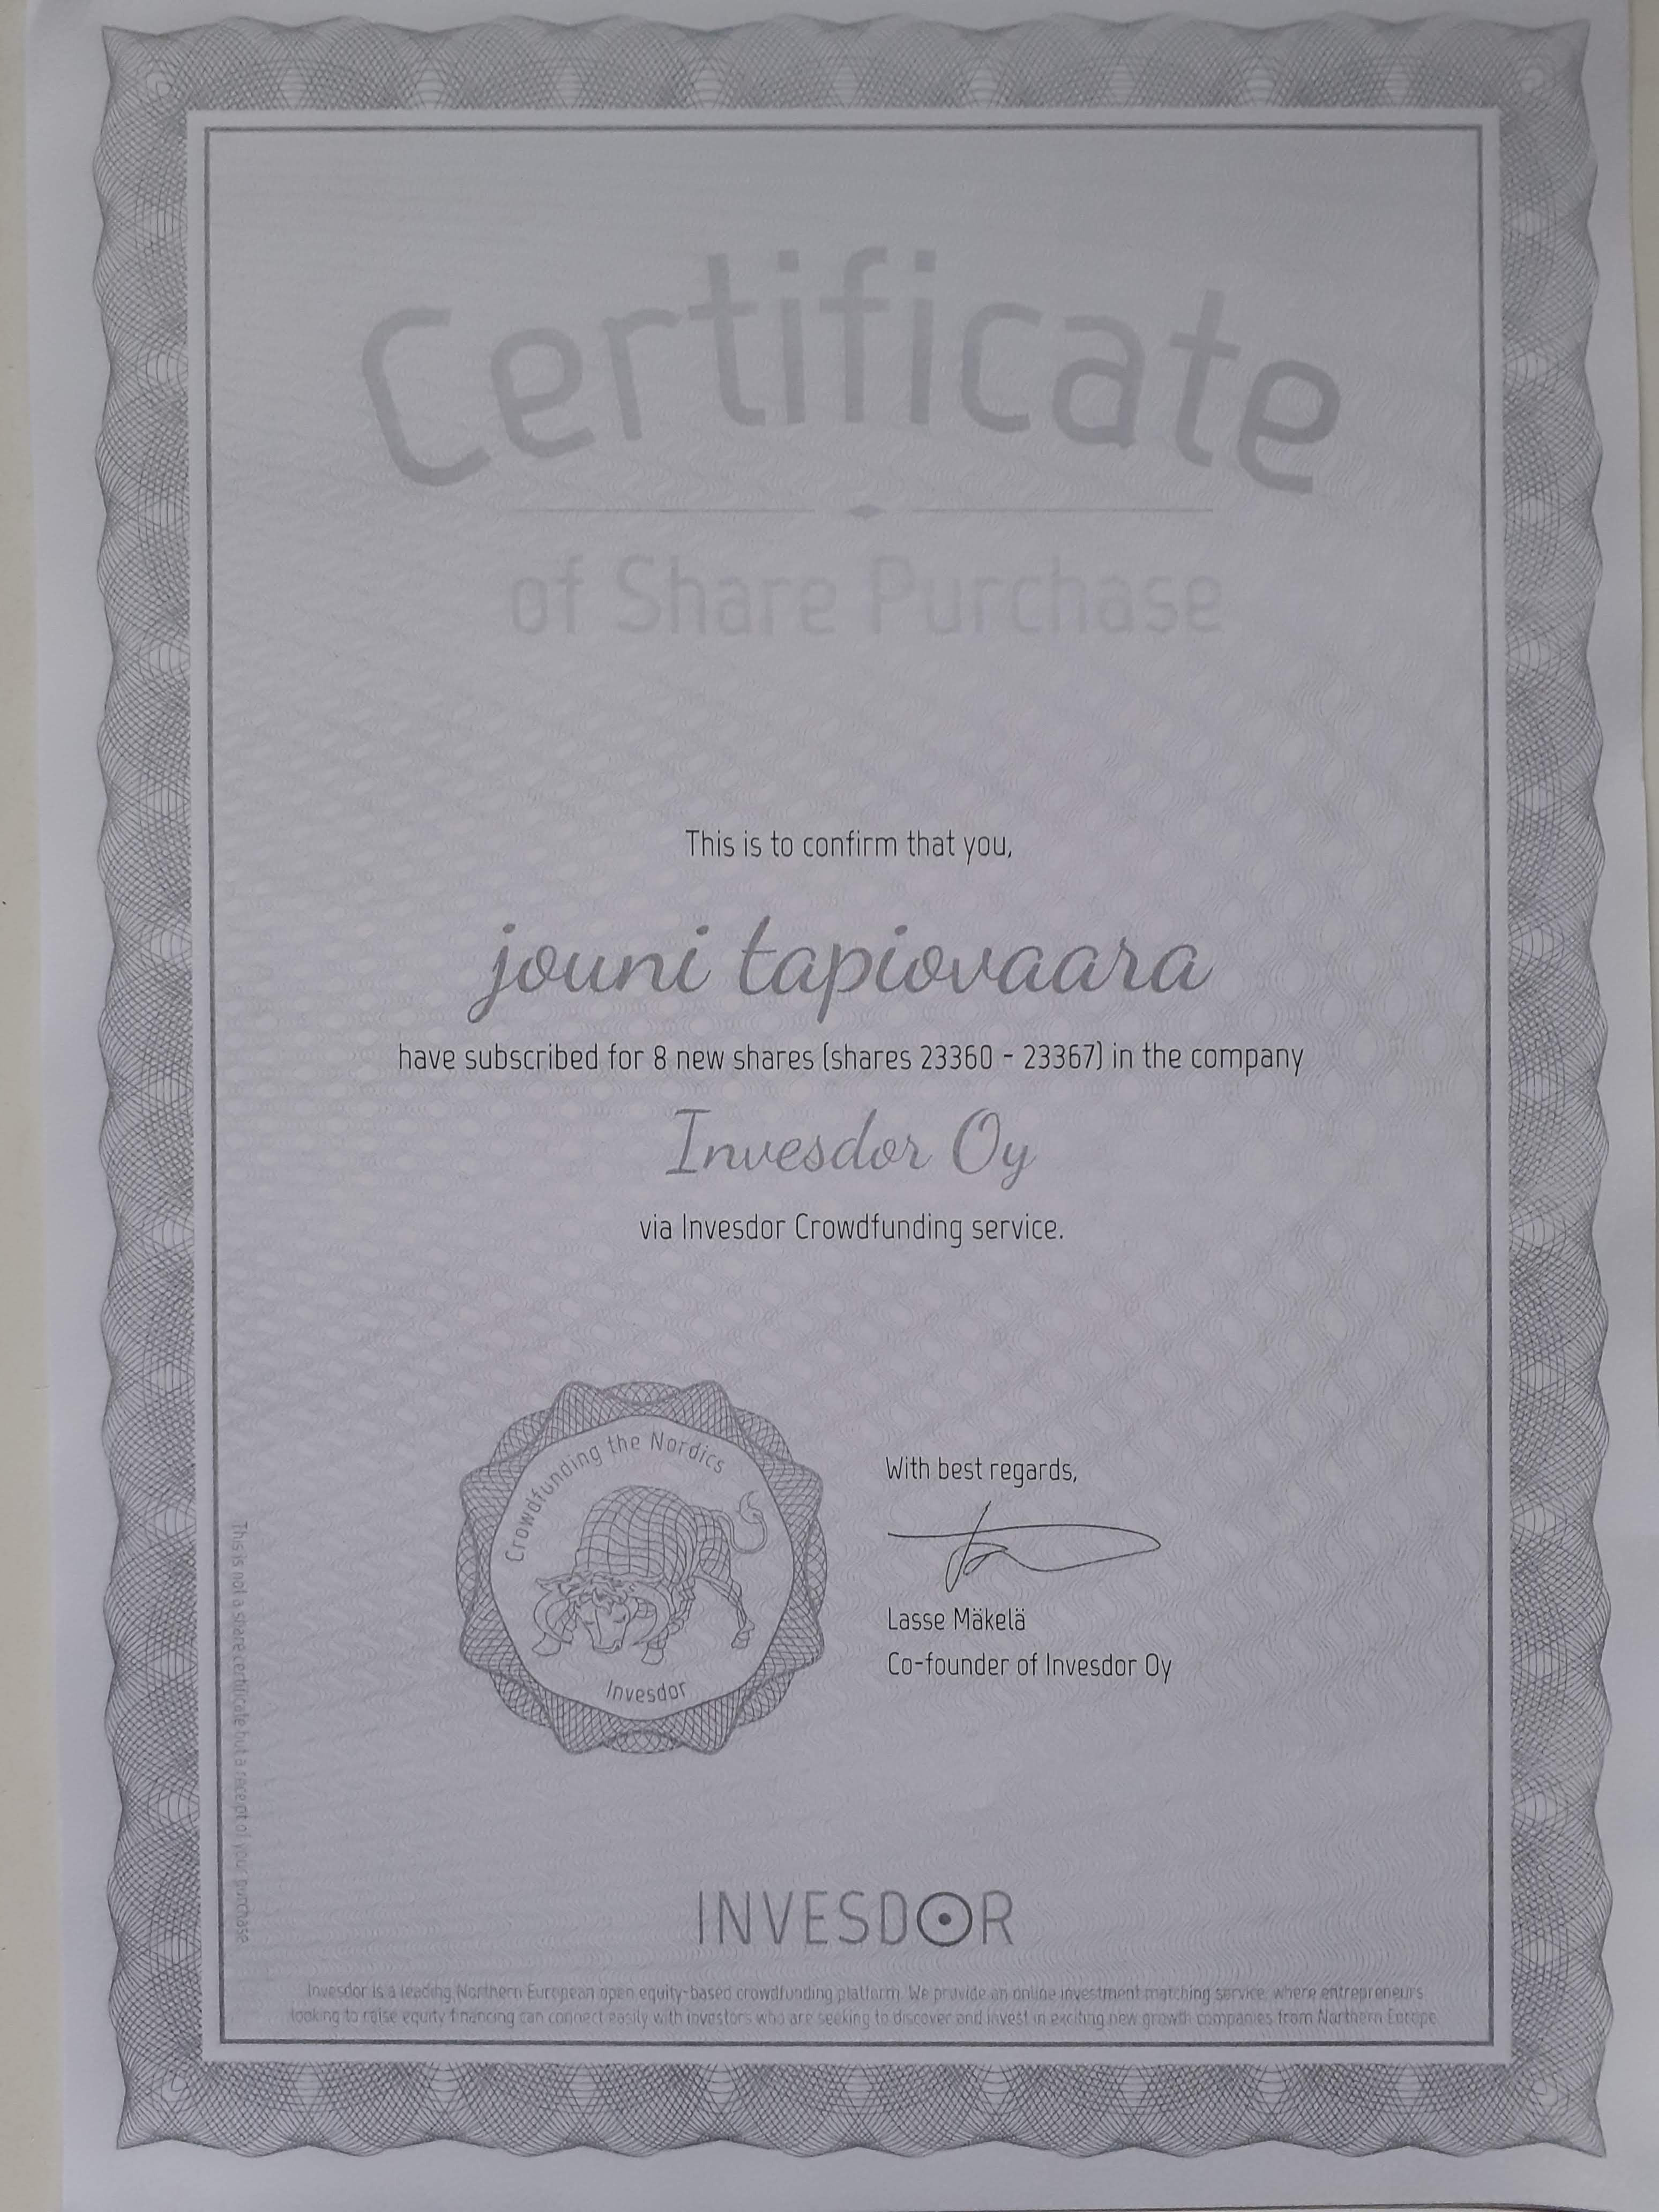 Certificate
of Share Purchase
This is to confirm that you,
jouni tapiovaara
have subscribed for 8 new shares (shares 23360 - 23367) in the company
Invesdor Oy
via Invesdor Crowdfunding service.
Crowdfunding the Nordics
Invesdor
With best regards,
Lasse Mäkelä
Co-founder of Invesdor Oy
This is not a share certificate but a receipt of your purchase
INVESDOR
Invesdor is a leading Northern European open equity-based crowdfunding platform. We provide an online investment matching service, where entrepreneurs
looking to raise equity financing can connect easily with investors who are seeking to discover and invest in exciting new growth companies from Northern Europe.